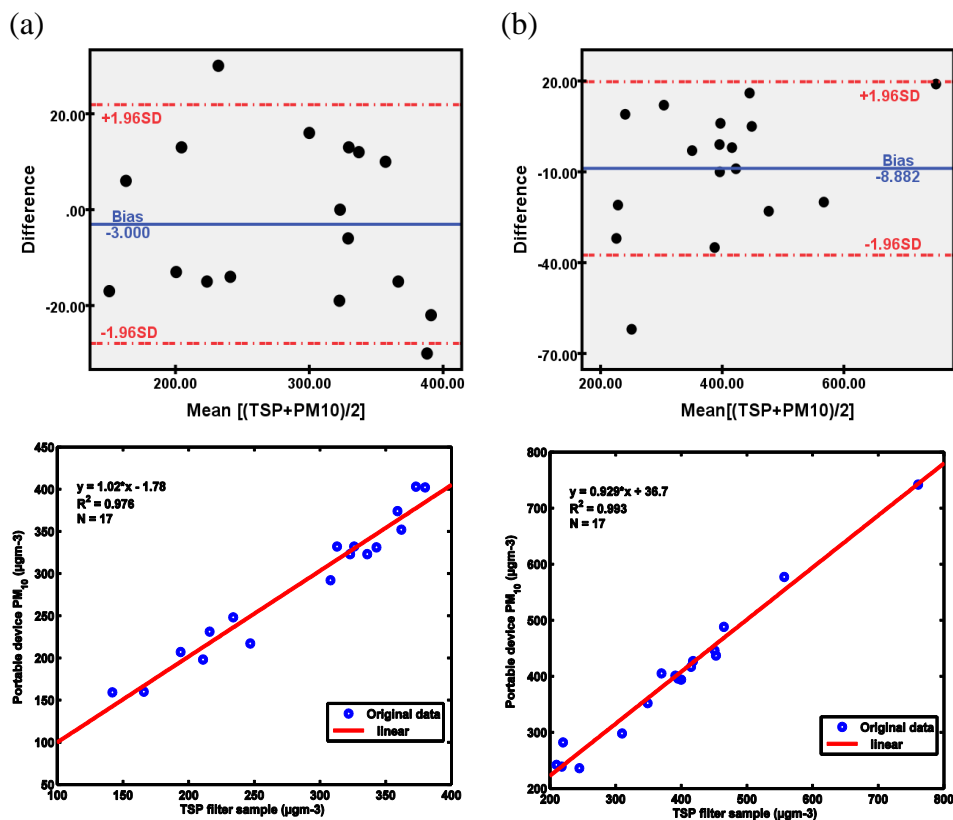 (a)
(b)
20.00
.00
-20.00
Difference
+1.96SD
Bias
-3.000
-1.96SD
200.00 300.00 400.00
Mean [(TSP+PM10)/2]
20.00
-10.00
-40.00
-70.00
Difference
+1.96SD
Bias
-8.882
-1.96SD
200.00 400.00 600.00
Mean[(TSP+PM10)/2]
450
400
350
300
250
200
150
100
50
Portable device PM10 (µgm-3)
y = 1.02*x - 1.78
R2 = 0.976
N = 17
Original data
linear
100 150 200 250 300 350 400
TSP filter sample (µgm-3)
800
700
600
500
400
300
200
Portable device PM10 (µgm-3)
y = 0.929*x + 36.7
R2 = 0.993
N = 17
Original data
linear
200 300 400 500 600 700 800
TSP filter sample (µgm-3)